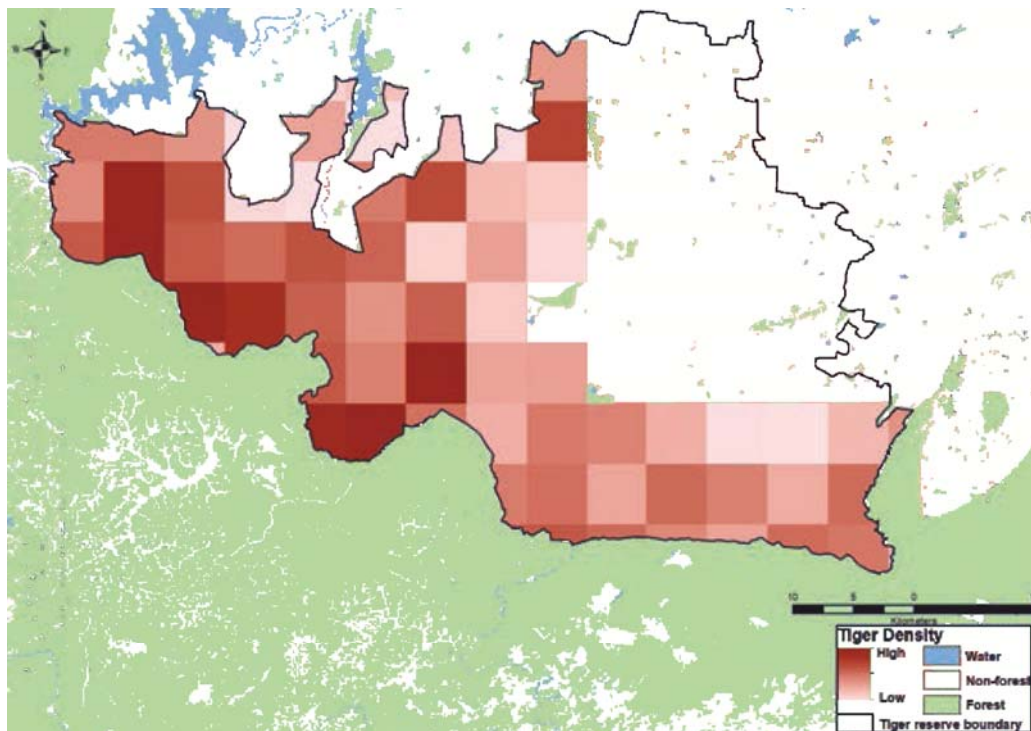 N
10 5 0
Kilometers
Tiger Density
High
Low
Water
Non-forest
Forest
Tiger reserve boundary